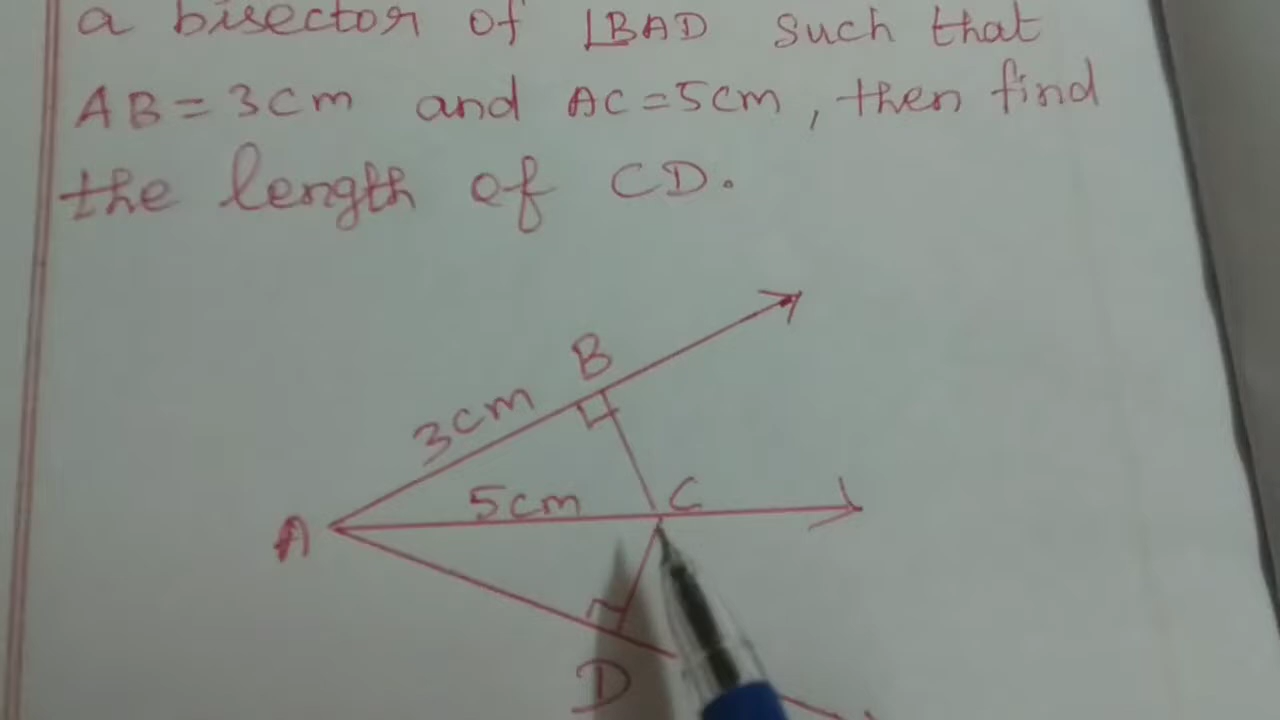 a bisector of ∠BAD such that
AB = 3cm and AC = 5cm, then find
the length of CD.
B
3cm
5cm
C
A
D